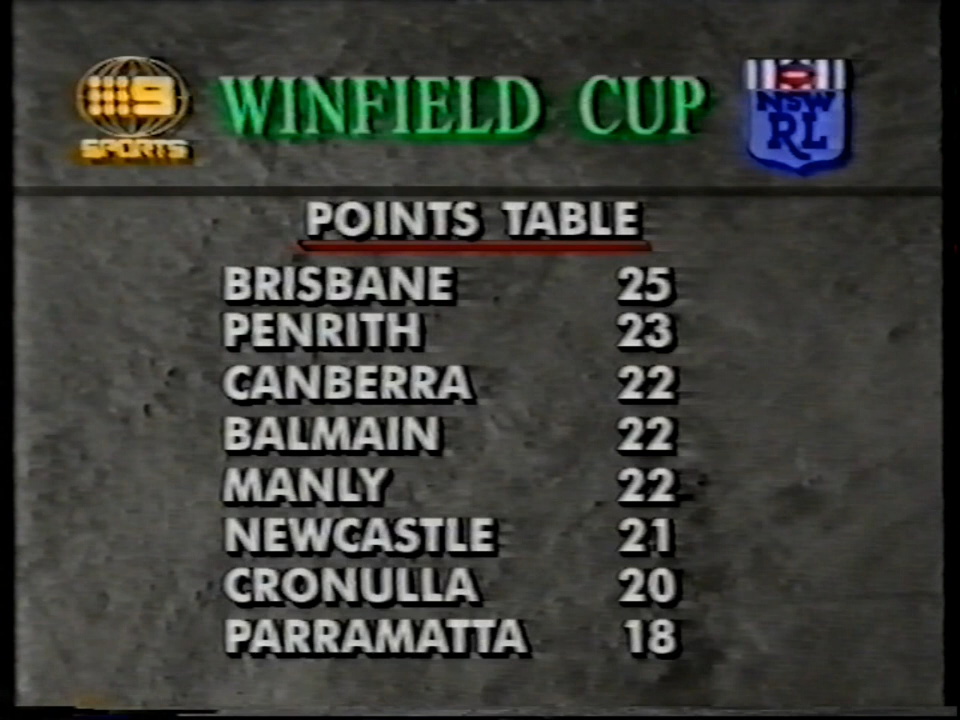 9 SPORTS
WINFIELD CUP
NSW
RL
POINTS TABLE
BRISBANE 25
PENRITH 23
CANBERRA 22
BALMAIN 22
MANLY 22
NEWCASTLE 21
CRONULLA 20
PARRAMATTA 18